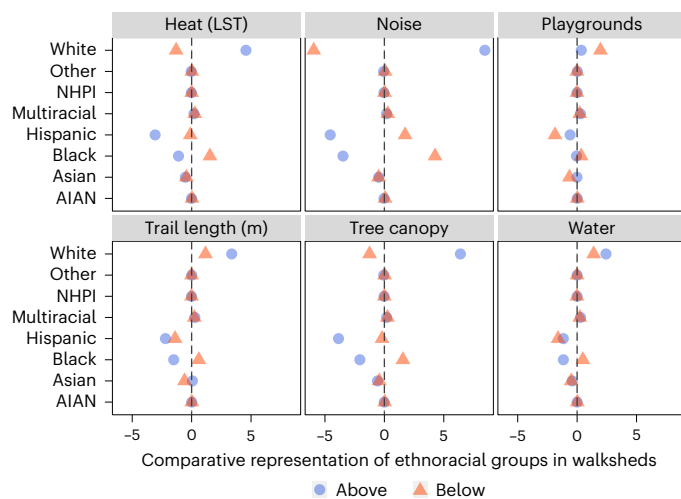 Heat (LST) Noise Playgrounds
White
Other
NHPI
Multiracial
Hispanic
Black
Asian
AIAN
Trail length (m) Tree canopy Water
White
Other
NHPI
Multiracial
Hispanic
Black
Asian
AIAN
−5 0 5 −5 0 5 −5 0 5
Comparative representation of ethnoracial groups in walksheds
Above Below